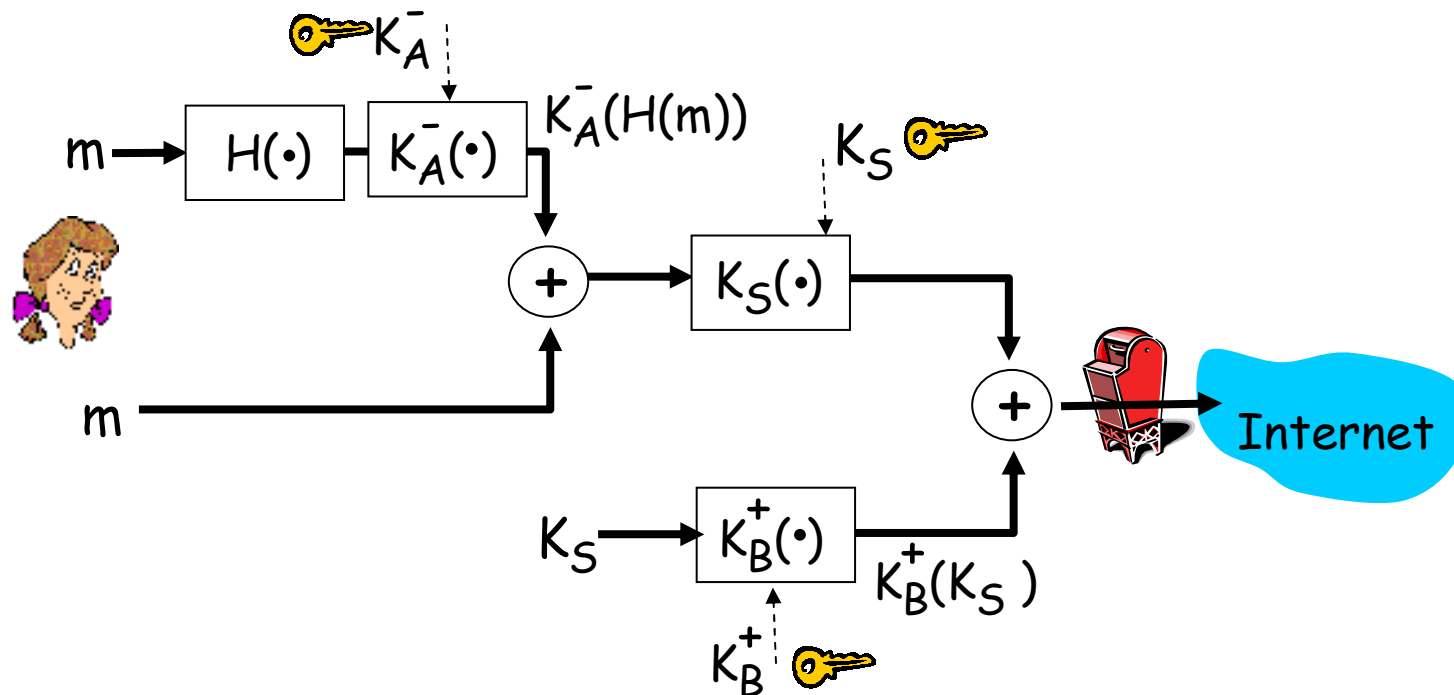 K_A^-
m
H(•)
K_A^-(•)
K_A^-(H(m))
K_S
+
K_S(•)
m
+
Internet
K_S
K_B^+(•)
K_B^+(K_S )
K_B^+